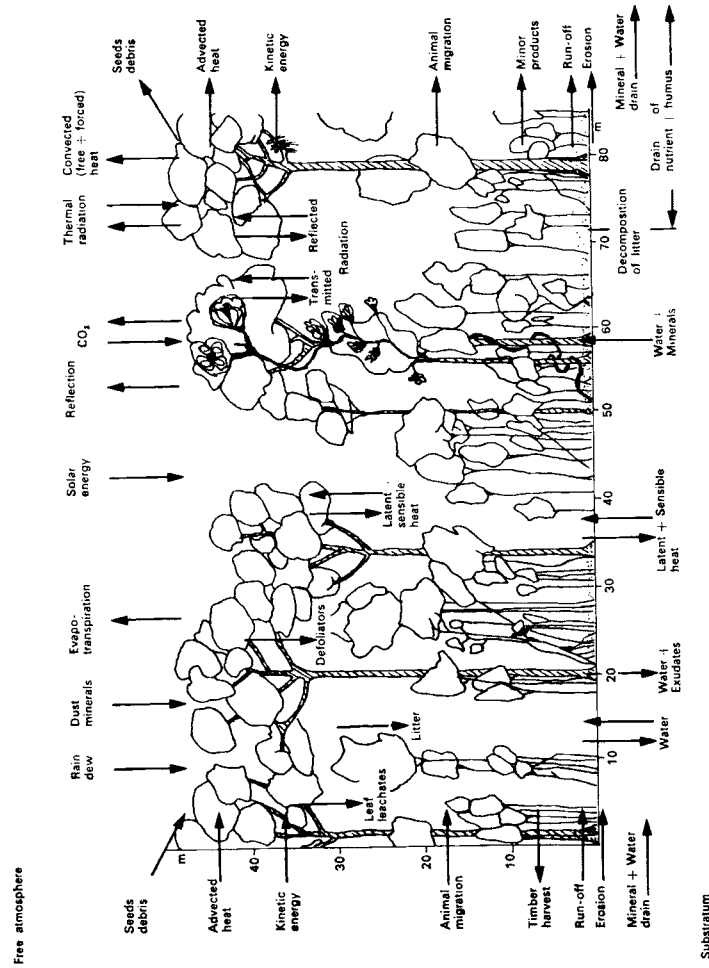 Free atmosphere
Seeds
debris
Rain
dew
Dust
minerals
Evapo-
transpiration
Solar
energy
Reflection
CO₂
Thermal
radiation
Convected
(free + forced)
heat
Seeds
debris
m
40
30
20
10
Advected
heat
Kinetic
energy
Animal
migration
Timber
harvest
Run-off
Erosion
Mineral + Water
drain
Leaf
leachates
Litter
Defoliators
Latent
sensible
heat
Trans-
mitted
Reflected
Radiation
Advected
heat
Kinetic
energy
Animal
migration
Minor
products
Run-off
Erosion
Mineral + Water
drain
10
20
30
40
50
60
70
80
m
Water
Water +
Exudates
Latent + Sensible
heat
Water +
Minerals
Decomposition
of litter
Drain of
nutrient humus
Substratum